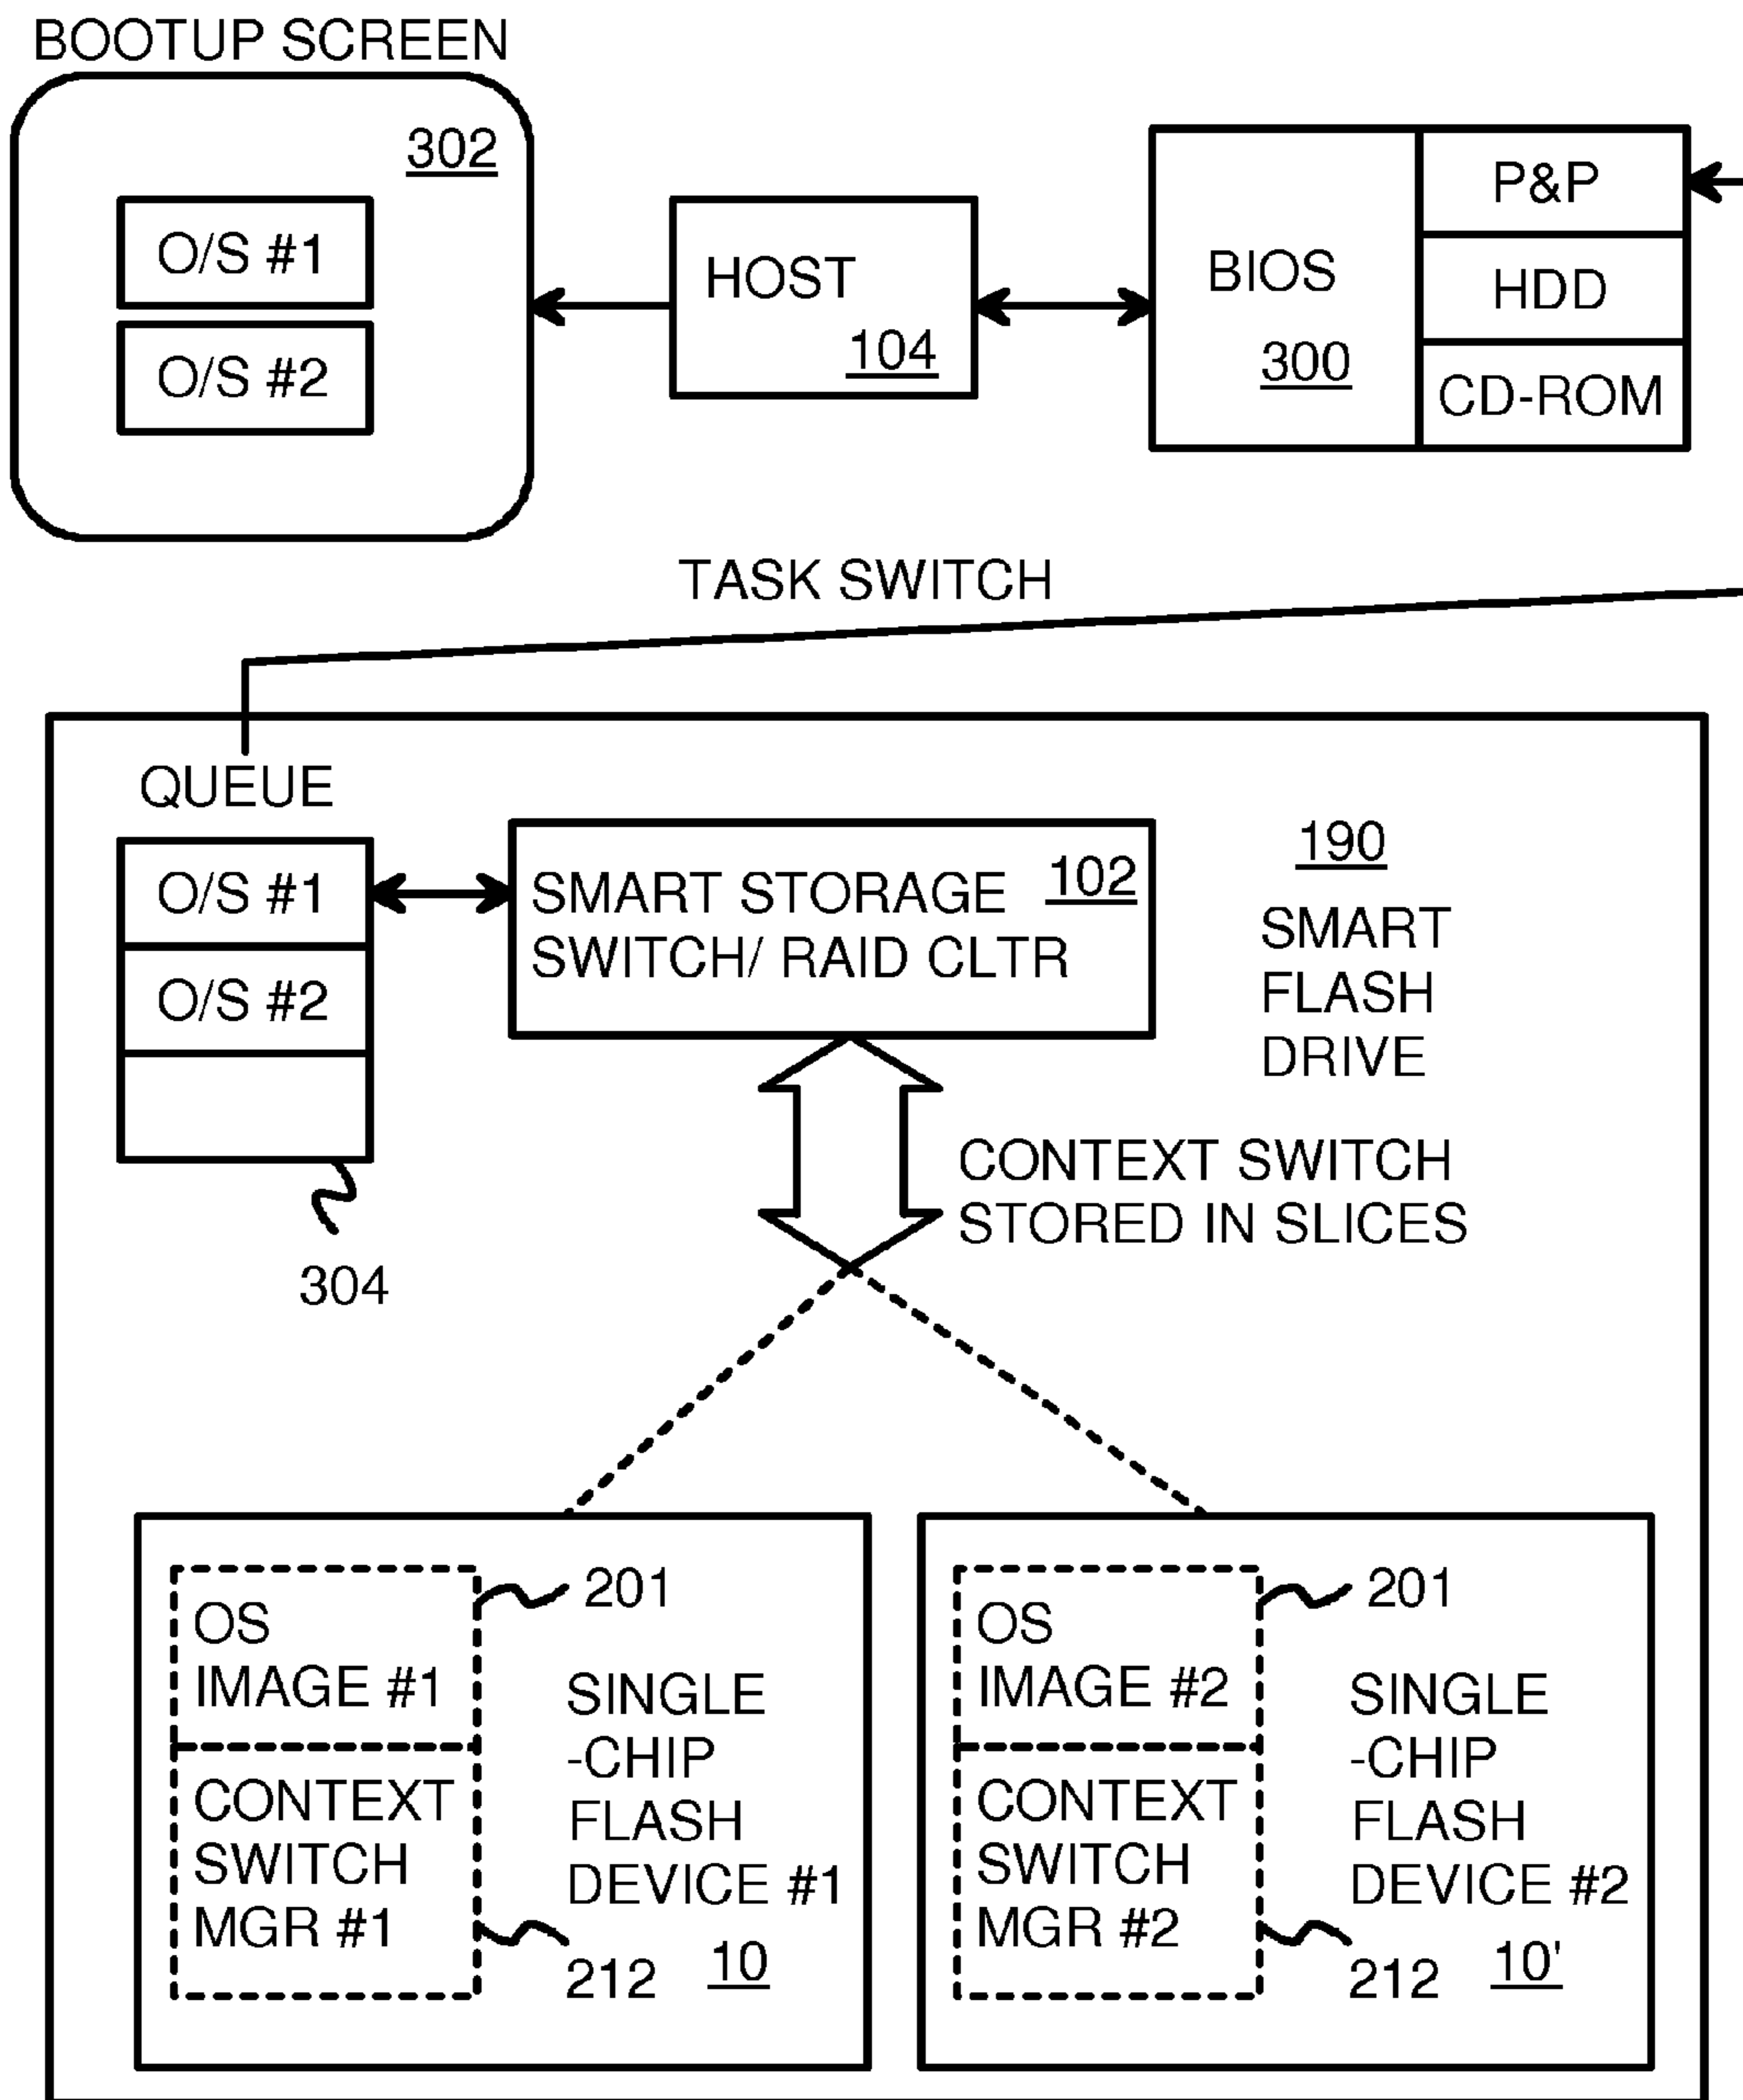 BOOTUP SCREEN
302
O/S #1
O/S #2
HOST
104
BIOS
300
P&P
HDD
CD-ROM
TASK SWITCH
QUEUE
O/S #1
O/S #2
304
SMART STORAGE
SWITCH/ RAID CLTR
102
190
SMART
FLASH
DRIVE
CONTEXT SWITCH
STORED IN SLICES
OS
IMAGE #1
CONTEXT
SWITCH
MGR #1
201
SINGLE
-CHIP
FLASH
DEVICE #1
212
10
OS
IMAGE #2
CONTEXT
SWITCH
MGR #2
201
SINGLE
-CHIP
FLASH
DEVICE #2
212
10'